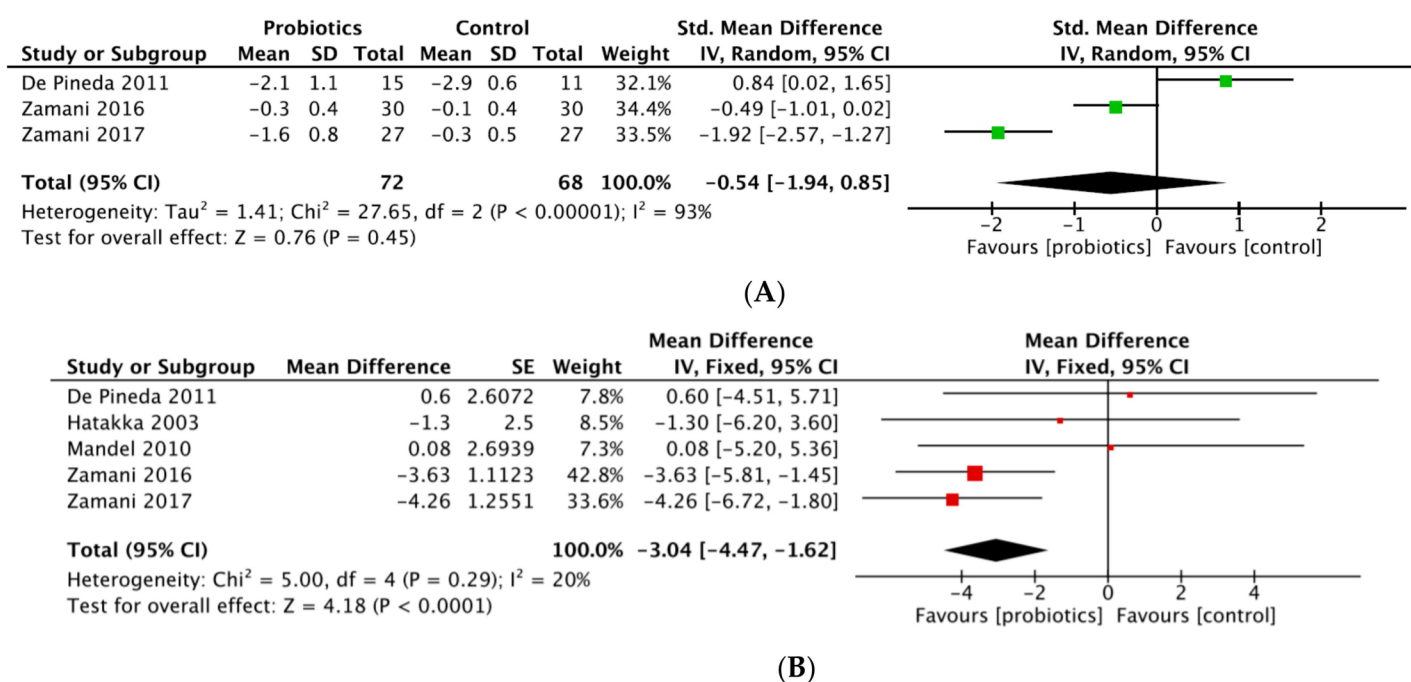 Probiotics Control Std. Mean Difference Std. Mean Difference
Study or Subgroup Mean SD Total Mean SD Total Weight IV, Random, 95% CI IV, Random, 95% CI
De Pineda 2011 −2.1 1.1 15 −2.9 0.6 11 32.1% 0.84 [0.02, 1.65]
Zamani 2016 −0.3 0.4 30 −0.1 0.4 30 34.4% −0.49 [−1.01, 0.02]
Zamani 2017 −1.6 0.8 27 −0.3 0.5 27 33.5% −1.92 [−2.57, −1.27]
Total (95% CI) 72 68 100.0% −0.54 [−1.94, 0.85]
Heterogeneity: Tau² = 1.41; Chi² = 27.65, df = 2 (P < 0.00001); I² = 93%
Test for overall effect: Z = 0.76 (P = 0.45)
−2 −1 0 1 2
Favours [probiotics] Favours [control]
(A)
Mean Difference Mean Difference
Study or Subgroup Mean Difference SE Weight IV, Fixed, 95% CI IV, Fixed, 95% CI
De Pineda 2011 0.6 2.6072 7.8% 0.60 [−4.51, 5.71]
Hatakka 2003 −1.3 2.5 8.5% −1.30 [−6.20, 3.60]
Mandel 2010 0.08 2.6939 7.3% 0.08 [−5.20, 5.36]
Zamani 2016 −3.63 1.1123 42.8% −3.63 [−5.81, −1.45]
Zamani 2017 −4.26 1.2551 33.6% −4.26 [−6.72, −1.80]
Total (95% CI) 100.0% −3.04 [−4.47, −1.62]
Heterogeneity: Chi² = 5.00, df = 4 (P = 0.29); I² = 20%
Test for overall effect: Z = 4.18 (P < 0.0001)
−4 −2 0 2 4
Favours [probiotics] Favours [control]
(B)